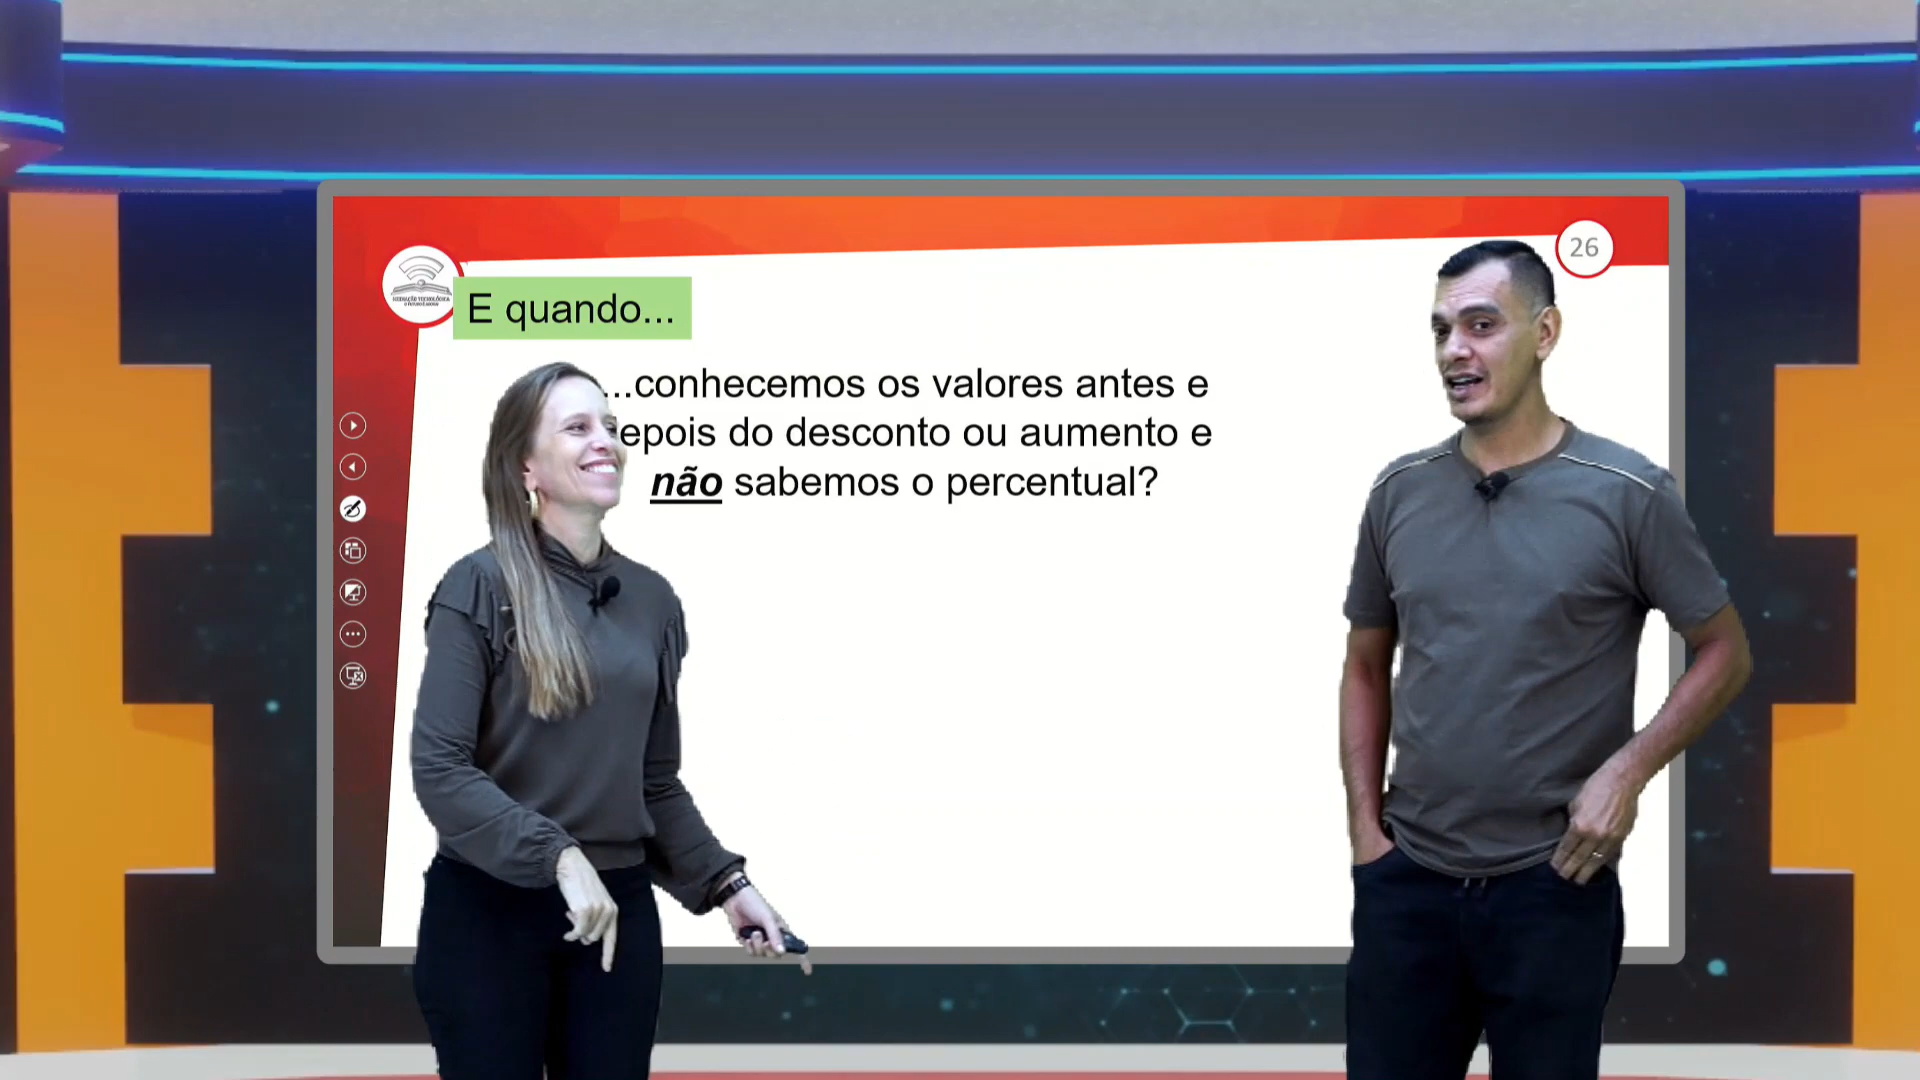 26
E quando...
...conhecemos os valores antes e
epois do desconto ou aumento e
não sabemos o percentual?